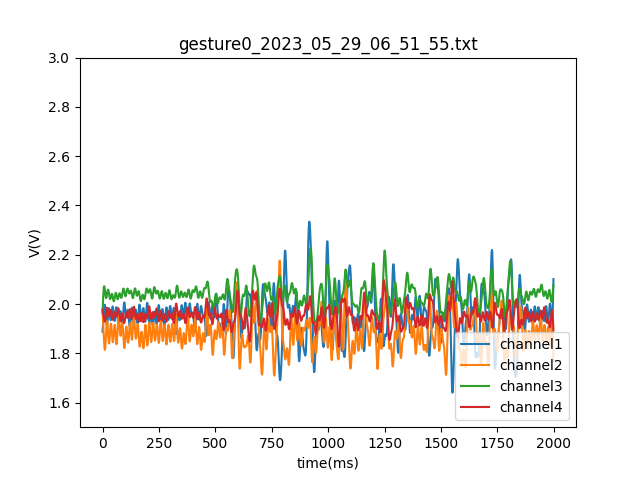 gesture0_2023_05_29_06_51_55.txt
3.0
2.8
2.6
2.4
2.2
2.0
1.8
1.6
V(V)
channel1
channel2
channel3
channel4
0 250 500 750 1000 1250 1500 1750 2000
time(ms)